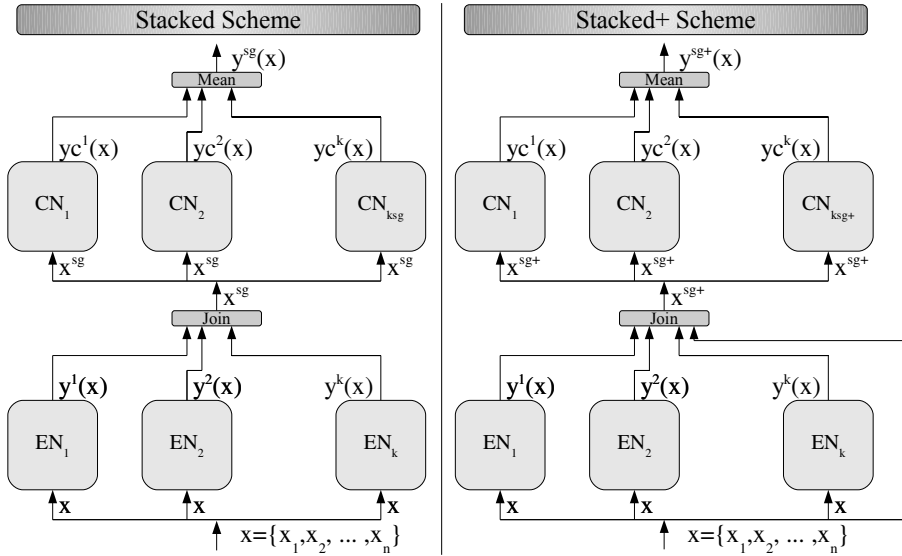 Stacked Scheme
y^sg(x)
Mean
yc^1(x) yc^2(x) yc^k(x)
CN_1 CN_2 CN_ksg
x^sg x^sg x^sg
x^sg
Join
y^1(x) y^2(x) y^k(x)
EN_1 EN_2 EN_k
x x x
x={x_1,x_2, ... ,x_n}
Stacked+ Scheme
y^sg+(x)
Mean
yc^1(x) yc^2(x) yc^k(x)
CN_1 CN_2 CN_ksg+
x^sg+ x^sg+ x^sg+
x^sg+
Join
y^1(x) y^2(x) y^k(x)
EN_1 EN_2 EN_k
x x x
x={x_1,x_2, ... ,x_n}